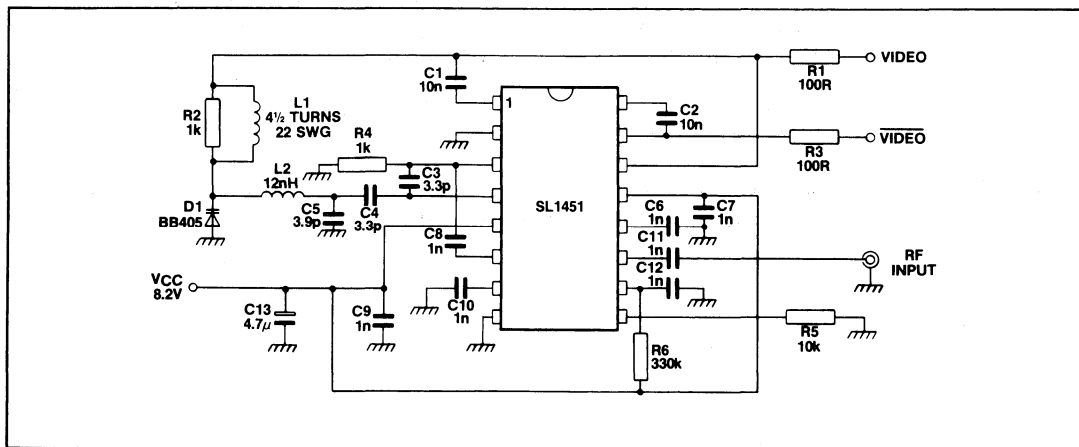 C1
10n
1
R2
1k
L1
4½ TURNS
22 SWG
R4
1k
L2
12nH
C3
3.3p
D1
BB405
C5
3.9p
C4
3.3p
C8
1n
VCC
8.2V
C13
4.7μ
C9
1n
C10
1n
SL1451
R1
100R
VIDEO
C2
10n
R3
100R
V̅I̅D̅E̅O̅
C6
1n
C7
1n
C11
1n
RF
INPUT
C12
1n
R5
10k
R6
330k